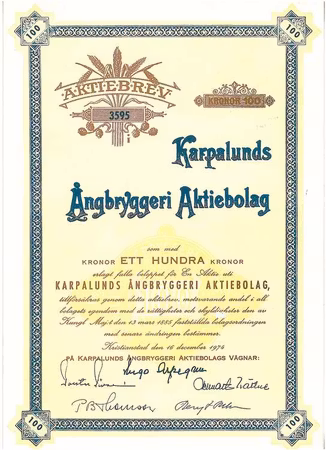 100
100
AKTIEBREV
3595
KRONOR 100
Karpalunds
Ångbryggeri Aktiebolag
som med
KRONOR ETT HUNDRA KRONOR
erlagt fulla beloppet för En Aktie uti
KARPALUNDS ÅNGBRYGGERI AKTIEBOLAG,
tillförsäkras genom detta aktiebrev, motsvarande andel i all
bolagets egendom med de rättigheter och skyldigheter den av
Kungl. Maj:t den 13 mars 1885 fastställda bolagsordningen
med senare ändringar bestämmer.
Kristianstad den 16 december 1976
PÅ KARPALUNDS ÅNGBRYGGERI AKTIEBOLAGS VÄGNAR:
100
100